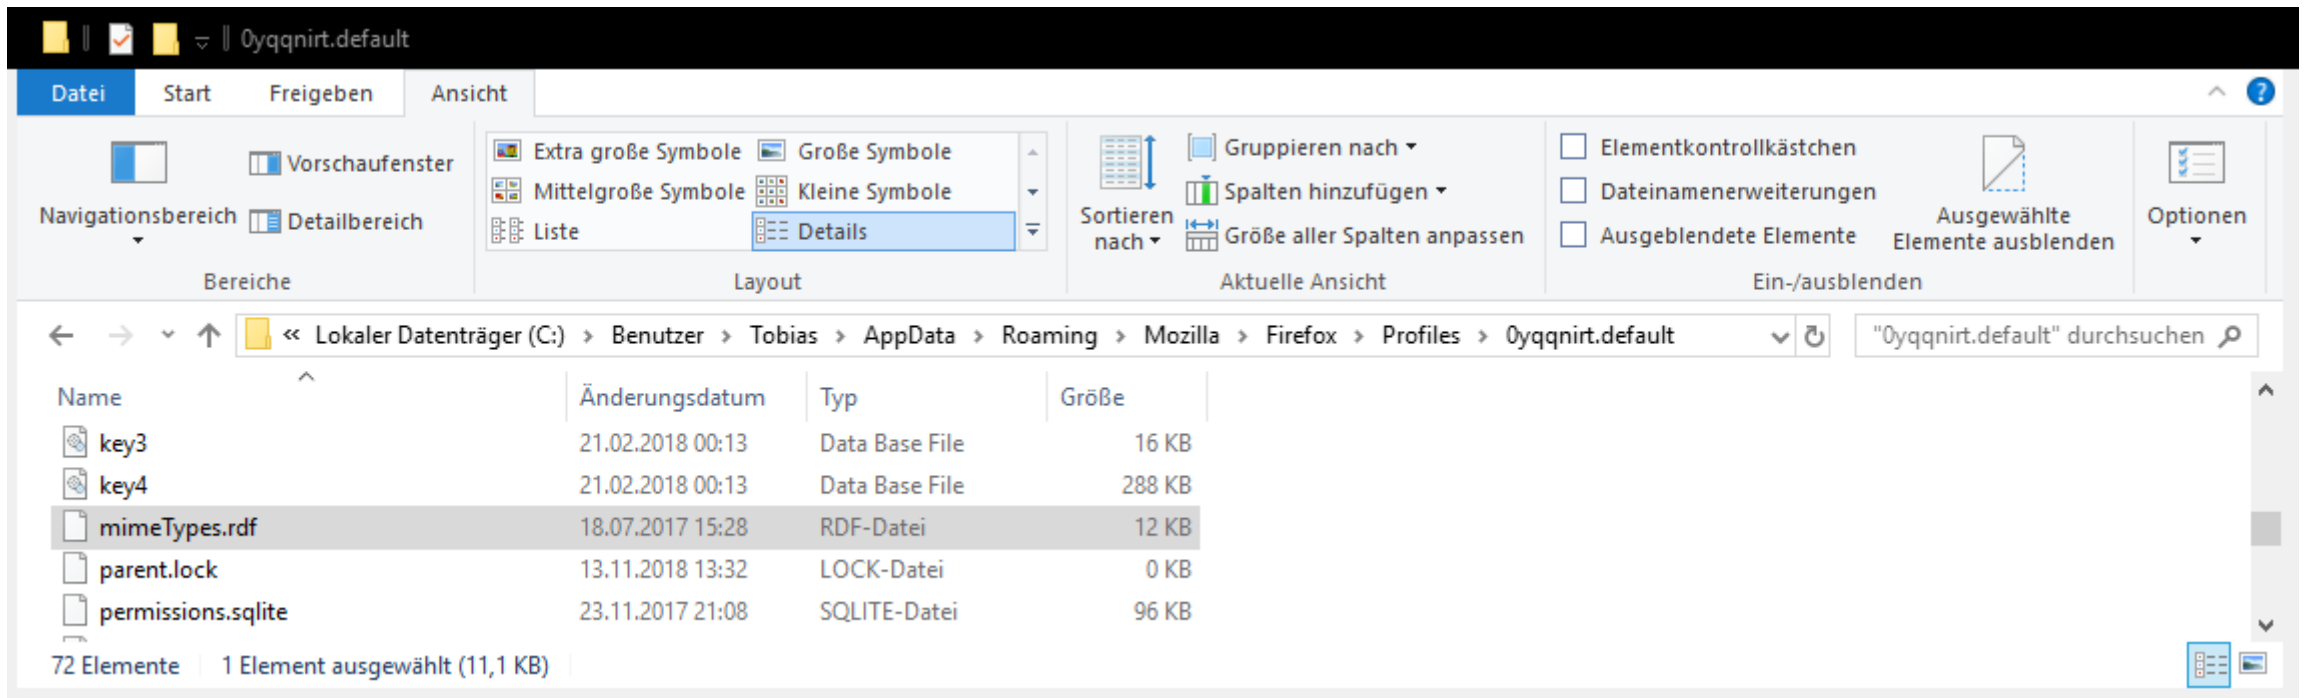 0yqqnirt.default
Datei Start Freigeben Ansicht
Navigationsbereich
Vorschaufenster
Detailbereich
Bereiche
Extra große Symbole Große Symbole
Mittelgroße Symbole Kleine Symbole
Liste Details
Layout
Sortieren
nach
Gruppieren nach
Spalten hinzufügen
Größe aller Spalten anpassen
Aktuelle Ansicht
Elementkontrollkästchen
Dateinamenerweiterungen
Ausgeblendete Elemente
Ausgewählte
Elemente ausblenden
Ein-/ausblenden
Optionen
« Lokaler Datenträger (C:) > Benutzer > Tobias > AppData > Roaming > Mozilla > Firefox > Profiles > 0yqqnirt.default
"0yqqnirt.default" durchsuchen
Name Änderungsdatum Typ Größe
key3 21.02.2018 00:13 Data Base File 16 KB
key4 21.02.2018 00:13 Data Base File 288 KB
mimeTypes.rdf 18.07.2017 15:28 RDF-Datei 12 KB
parent.lock 13.11.2018 13:32 LOCK-Datei 0 KB
permissions.sqlite 23.11.2017 21:08 SQLITE-Datei 96 KB
72 Elemente 1 Element ausgewählt (11,1 KB)